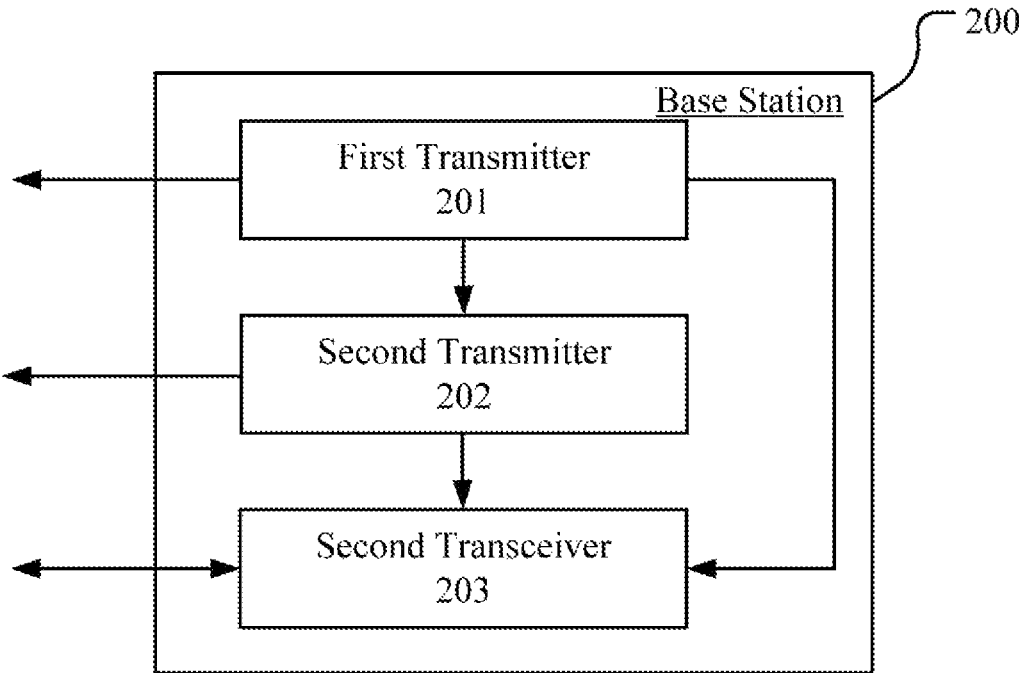 200
Base Station
First Transmitter
201
Second Transmitter
202
Second Transceiver
203